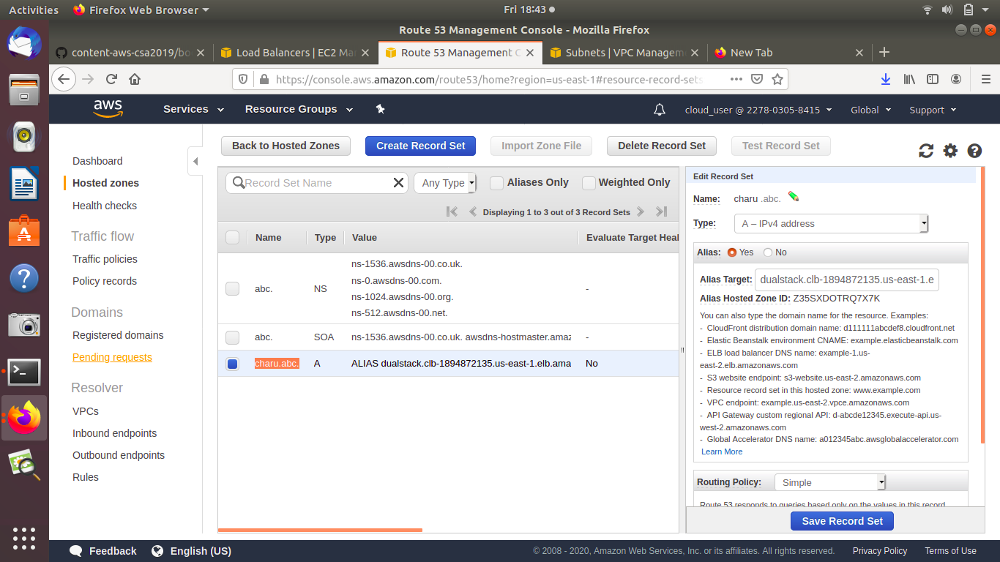 Activities
Firefox Web Browser
Fri 18:43
Route 53 Management Console - Mozilla Firefox
content-aws-csa2019/bo
Load Balancers | EC2 Ma
Route 53 Management C
Subnets | VPC Managem
New Tab
https://console.aws.amazon.com/route53/home?region=us-east-1#resource-record-sets
aws
Services
Resource Groups
cloud_user @ 2278-0305-8415
Global
Support
Dashboard
Hosted zones
Health checks
Traffic flow
Traffic policies
Policy records
Domains
Registered domains
Pending requests
Resolver
VPCs
Inbound endpoints
Outbound endpoints
Rules
Back to Hosted Zones
Create Record Set
Import Zone File
Delete Record Set
Test Record Set
Record Set Name
Any Type
Aliases Only
Weighted Only
Displaying 1 to 3 out of 3 Record Sets
Name Type Value Evaluate Target Heal
ns-1536.awsdns-00.co.uk.
ns-0.awsdns-00.com.
abc. NS -
ns-1024.awsdns-00.org.
ns-512.awsdns-00.net.
abc. SOA ns-1536.awsdns-00.co.uk. awsdns-hostmaster.amaz -
charu.abc. A ALIAS dualstack.clb-1894872135.us-east-1.elb.ama No
Edit Record Set
Name: charu .abc.
Type: A – IPv4 address
Alias: Yes No
Alias Target: dualstack.clb-1894872135.us-east-1.e
Alias Hosted Zone ID: Z35SXDOTRQ7X7K
You can also type the domain name for the resource. Examples:
- CloudFront distribution domain name: d111111abcdef8.cloudfront.net
- Elastic Beanstalk environment CNAME: example.elasticbeanstalk.com
- ELB load balancer DNS name: example-1.us-
east-2.elb.amazonaws.com
- S3 website endpoint: s3-website.us-east-2.amazonaws.com
- Resource record set in this hosted zone: www.example.com
- VPC endpoint: example.us-east-2.vpce.amazonaws.com
- API Gateway custom regional API: d-abcde12345.execute-api.us-
west-2.amazonaws.com
- Global Accelerator DNS name: a012345abc.awsglobalaccelerator.com
Learn More
Routing Policy: Simple
Route 53 responds to queries based only on the values in this record.
Save Record Set
Feedback
English (US)
© 2008 - 2020, Amazon Web Services, Inc. or its affiliates. All rights reserved.
Privacy Policy
Terms of Use